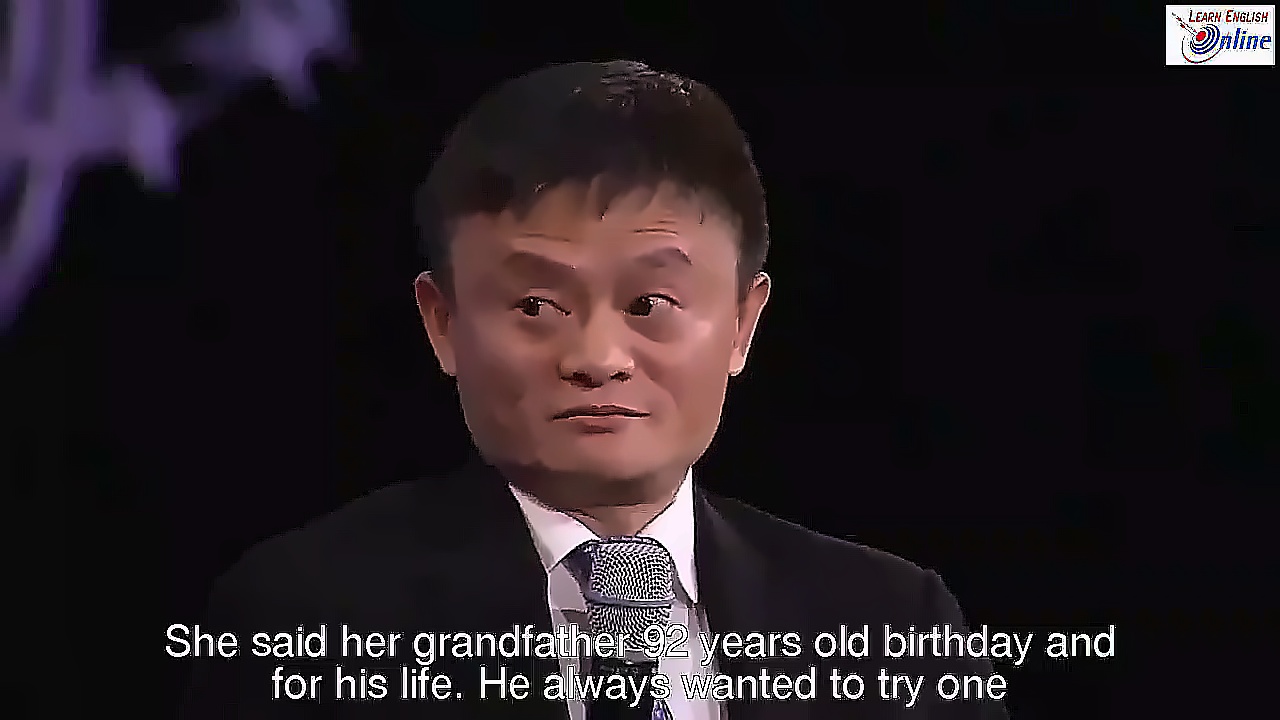 LEARN ENGLISH
Online
She said her grandfather 92 years old birthday and
for his life. He always wanted to try one